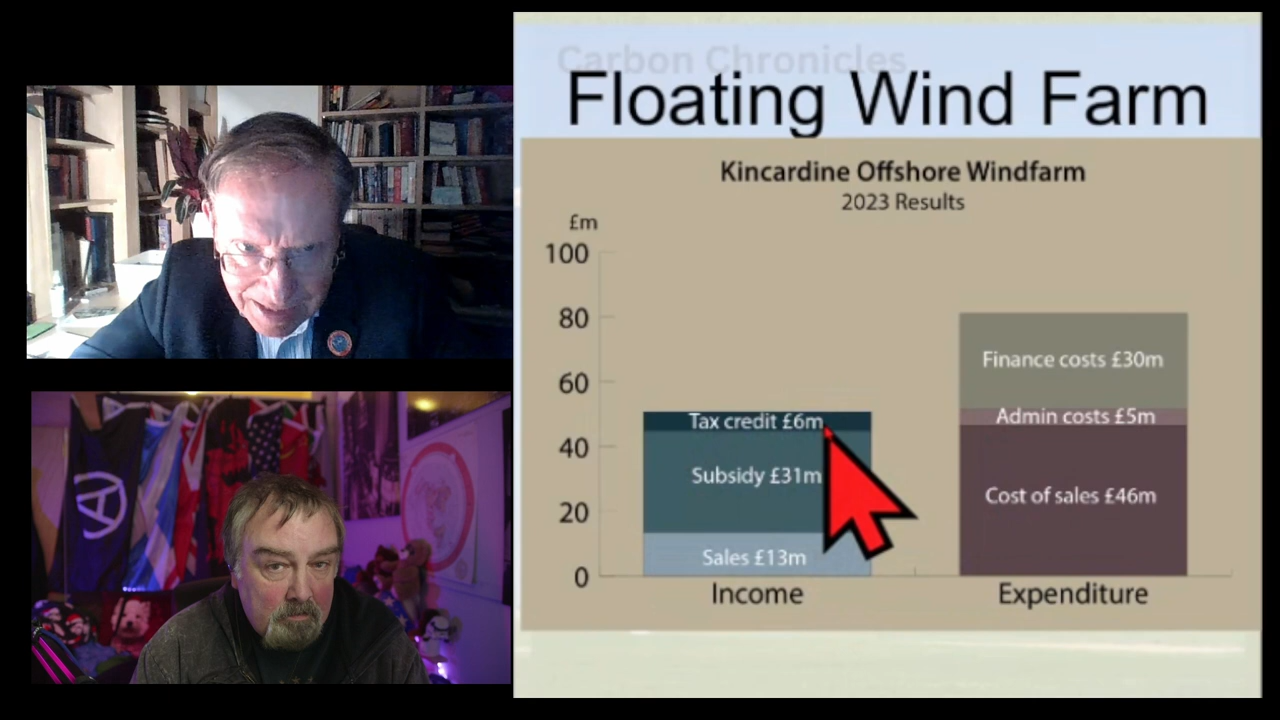 Carbon Chronicles
Floating Wind Farm
Kincardine Offshore Windfarm
2023 Results
£m
100
80
60
40
20
0
Tax credit £6m
Subsidy £31m
Sales £13m
Income
Finance costs £30m
Admin costs £5m
Cost of sales £46m
Expenditure